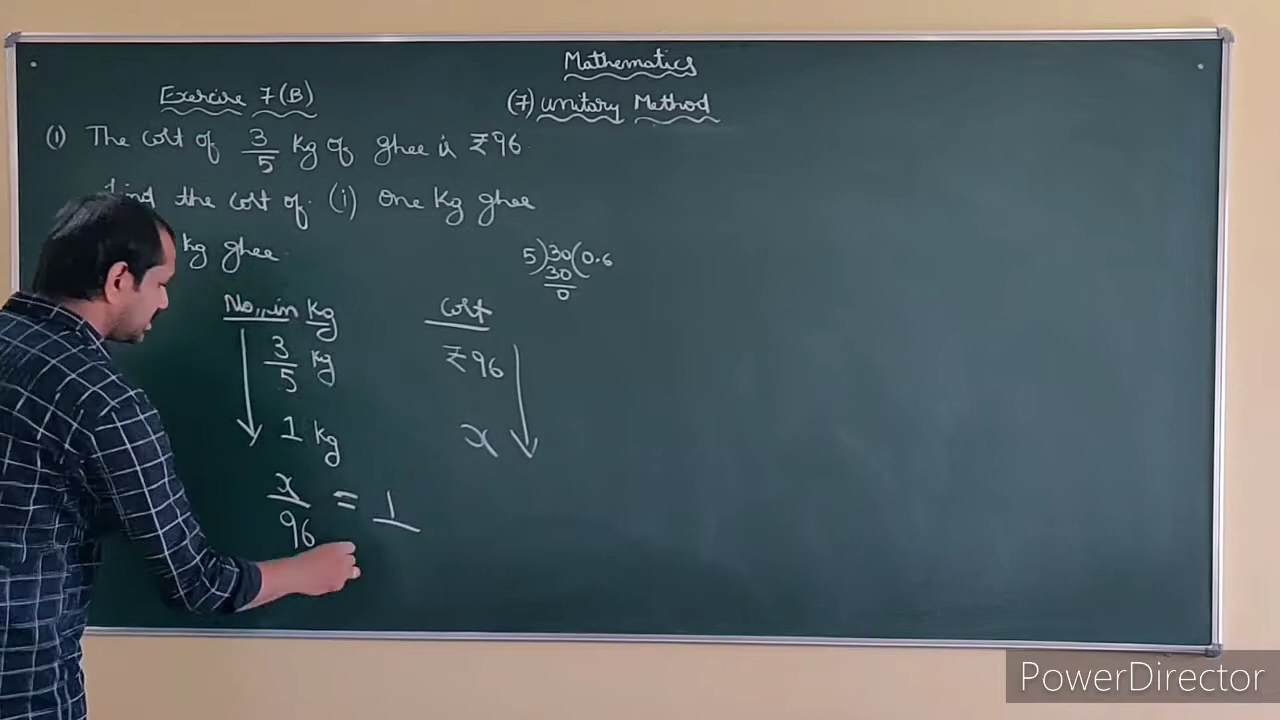 Mathematics
Exercise 7(B)
(7) Unitary Method
(1) The cost of 3/5 kg of ghee is ₹96
find the cost of (i) One kg ghee
kg ghee
5)30(0.6
30
0
No,, in kg cost
3/5 kg ₹96
1 kg x
x/96 = 1
PowerDirector